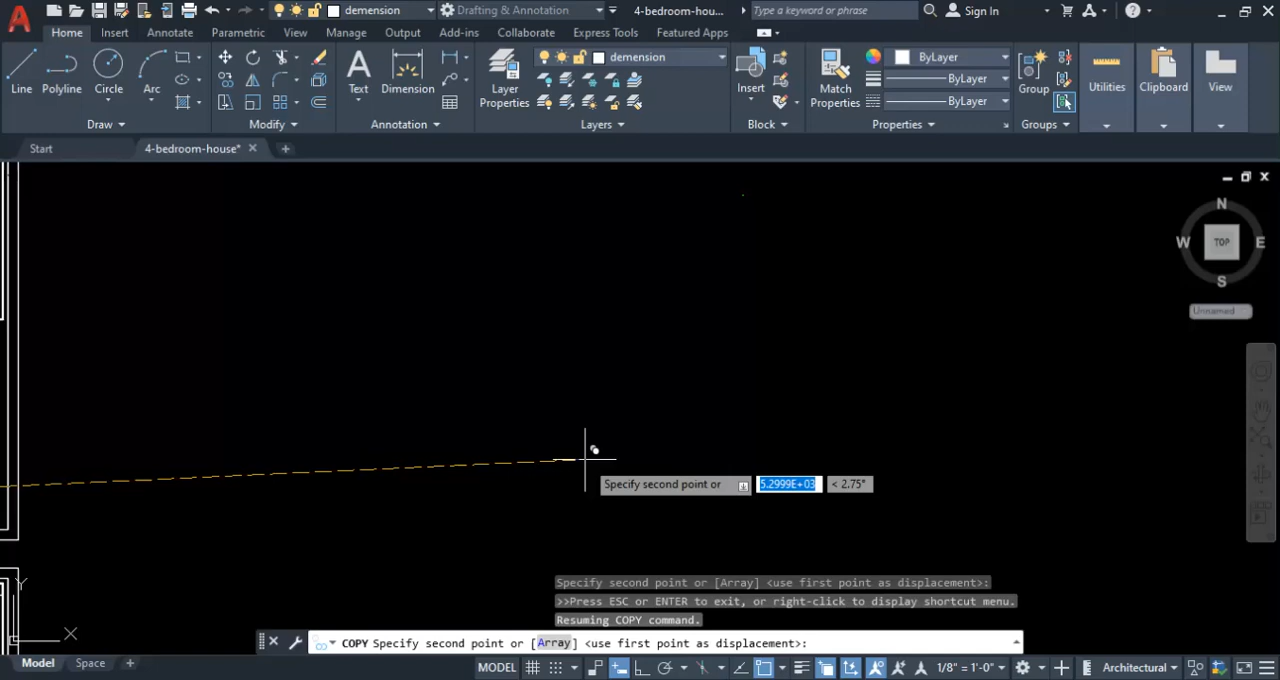 demension
Drafting & Annotation
4-bedroom-hou...
Type a keyword or phrase
Sign In
Home
Insert
Annotate
Parametric
View
Manage
Output
Add-ins
Collaborate
Express Tools
Featured Apps
Line
Polyline
Circle
Arc
Text
Dimension
Layer
Properties
demension
Insert
Match
Properties
ByLayer
ByLayer
ByLayer
Group
Utilities
Clipboard
View
Draw
Modify
Annotation
Layers
Block
Properties
Groups
Start
4-bedroom-house*
N
W
TOP
E
S
Unnamed
Specify second point or
5.2999E+03
< 2.75°
Y
X
Specify second point or [Array] <use first point as displacement>:
>>Press ESC or ENTER to exit, or right-click to display shortcut menu.
Resuming COPY command.
COPY Specify second point or [Array] <use first point as displacement>:
Model
Space
MODEL
1/8" = 1'-0"
Architectural